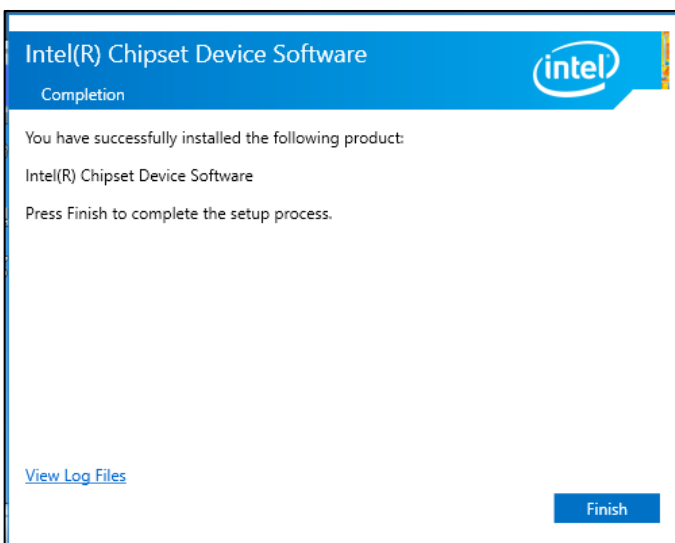 Intel(R) Chipset Device Software
intel
Completion
You have successfully installed the following product:
Intel(R) Chipset Device Software
Press Finish to complete the setup process.
View Log Files
Finish